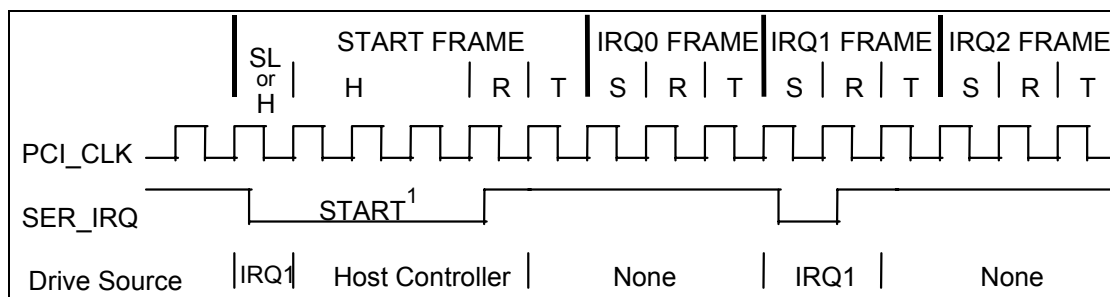 START FRAME IRQ0 FRAME IRQ1 FRAME IRQ2 FRAME
SL
or
H
H R T S R T S R T S R T
PCI_CLK
SER_IRQ START1
Drive Source IRQ1 Host Controller None IRQ1 None